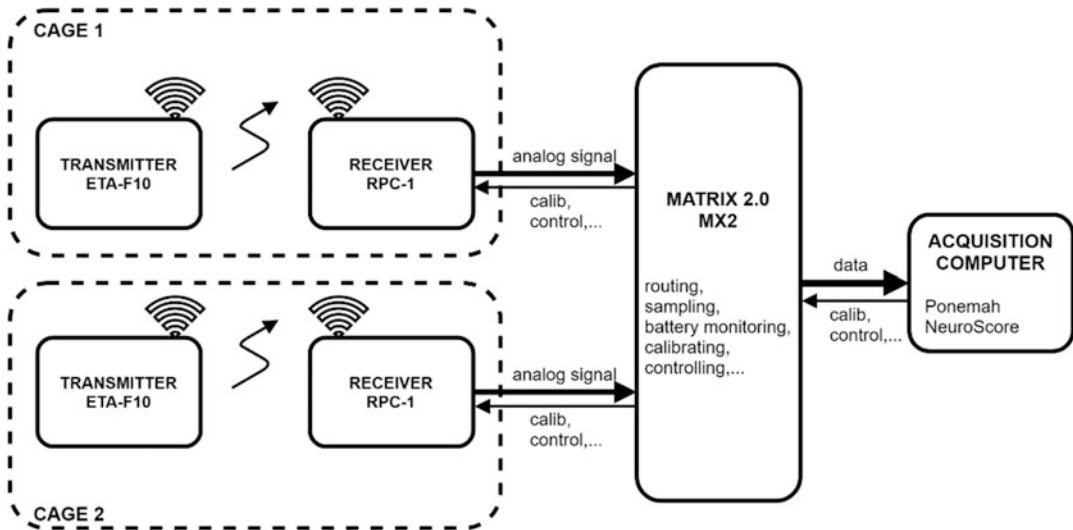 CAGE 1
TRANSMITTER
ETA-F10
RECEIVER
RPC-1
analog signal
calib,
control,...
CAGE 2
TRANSMITTER
ETA-F10
RECEIVER
RPC-1
analog signal
calib,
control,...
MATRIX 2.0
MX2
routing,
sampling,
battery monitoring,
calibrating,
controlling,...
data
calib,
control,...
ACQUISITION
COMPUTER
Ponemah
NeuroScore